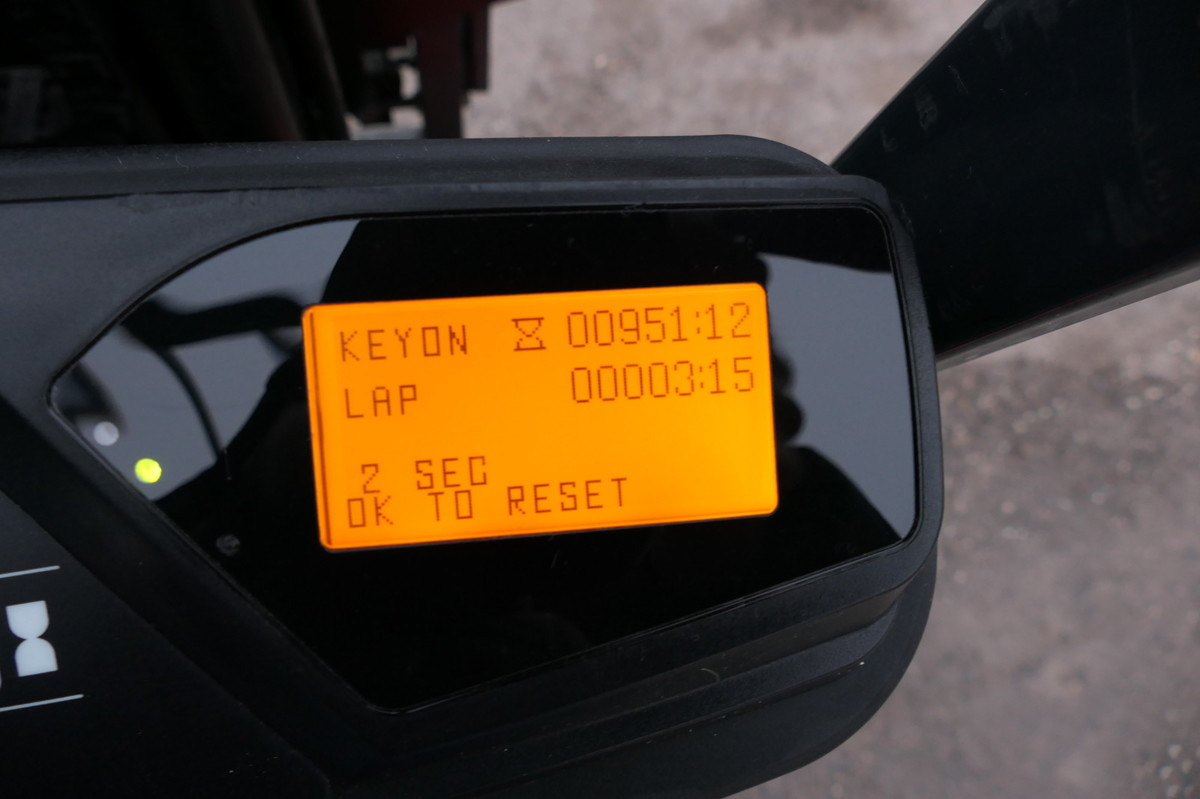 KEYON 00951:12
LAP 00003:15
2 SEC
OK TO RESET